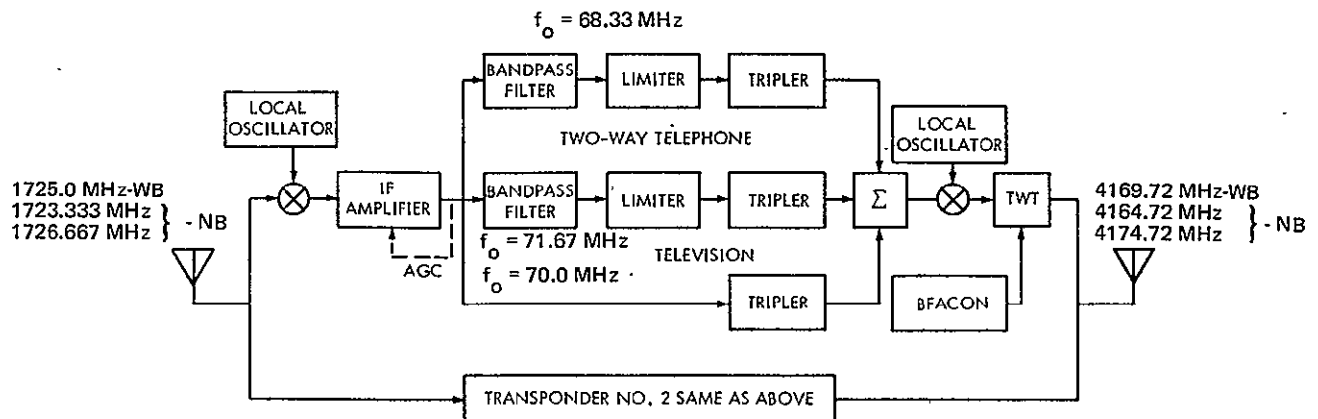 f_o = 68.33 MHz
BANDPASS
FILTER
LIMITER
TRIPLER
LOCAL
OSCILLATOR
TWO-WAY TELEPHONE
LOCAL
OSCILLATOR
1725.0 MHz-WB
1723.333 MHz
1726.667 MHz
} - NB
IF
AMPLIFIER
AGC
BANDPASS
FILTER
LIMITER
TRIPLER
Σ
TWT
4169.72 MHz-WB
4164.72 MHz
4174.72 MHz
} - NB
f_o = 71.67 MHz
TELEVISION
f_o = 70.0 MHz
TRIPLER
BFACON
TRANSPONDER NO. 2 SAME AS ABOVE